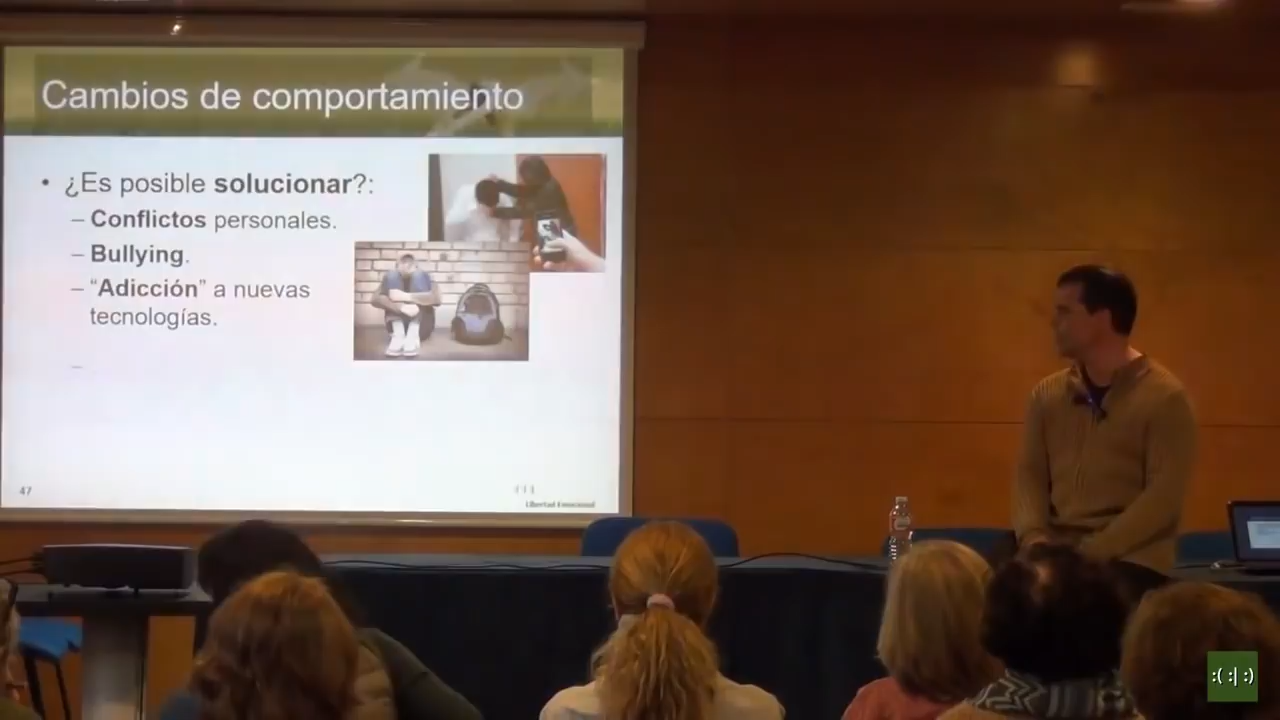 Cambios de comportamiento
• ¿Es posible solucionar?:
– Conflictos personales.
– Bullying.
– “Adicción” a nuevas
tecnologías.
–
47
Libertad Emocional
:( :| :)